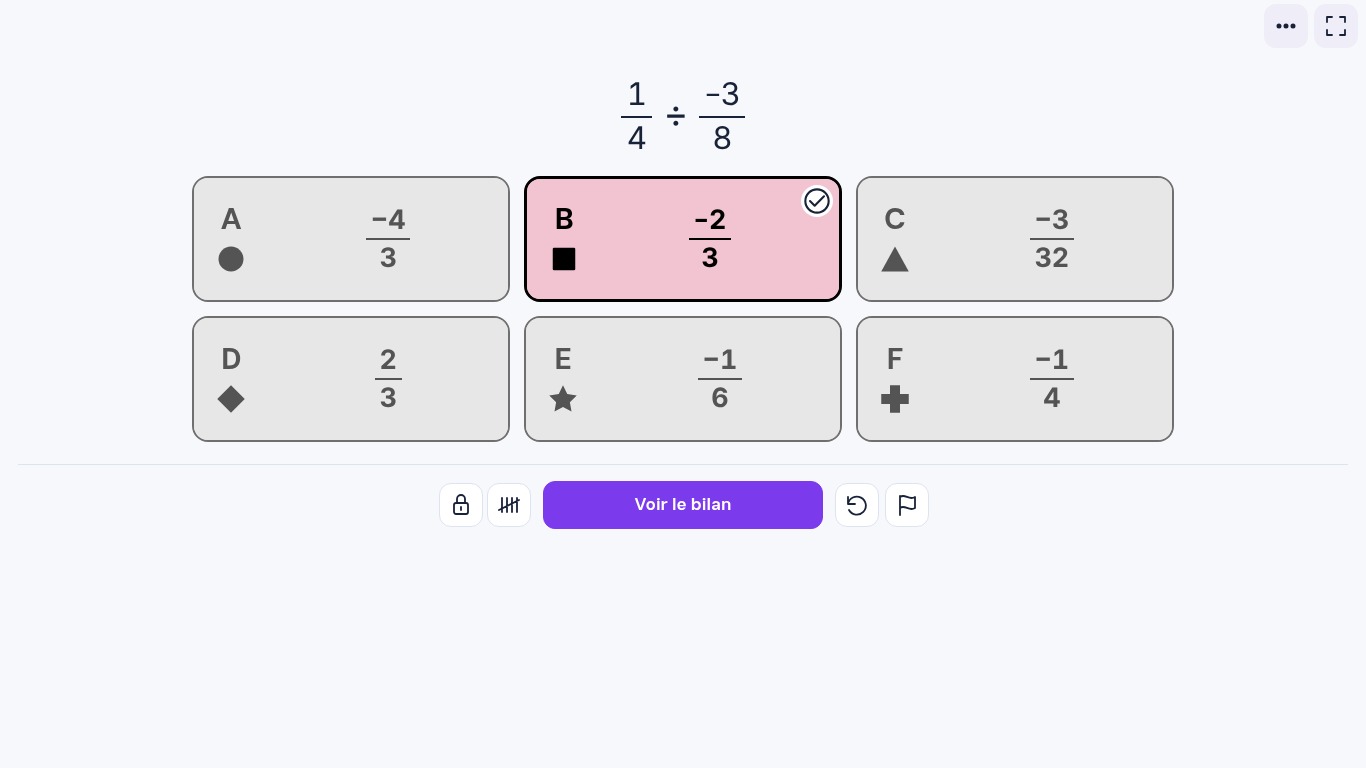 1/4 ÷ −3/8
A −4/3
B −2/3
C −3/32
D 2/3
E −1/6
F −1/4
Voir le bilan